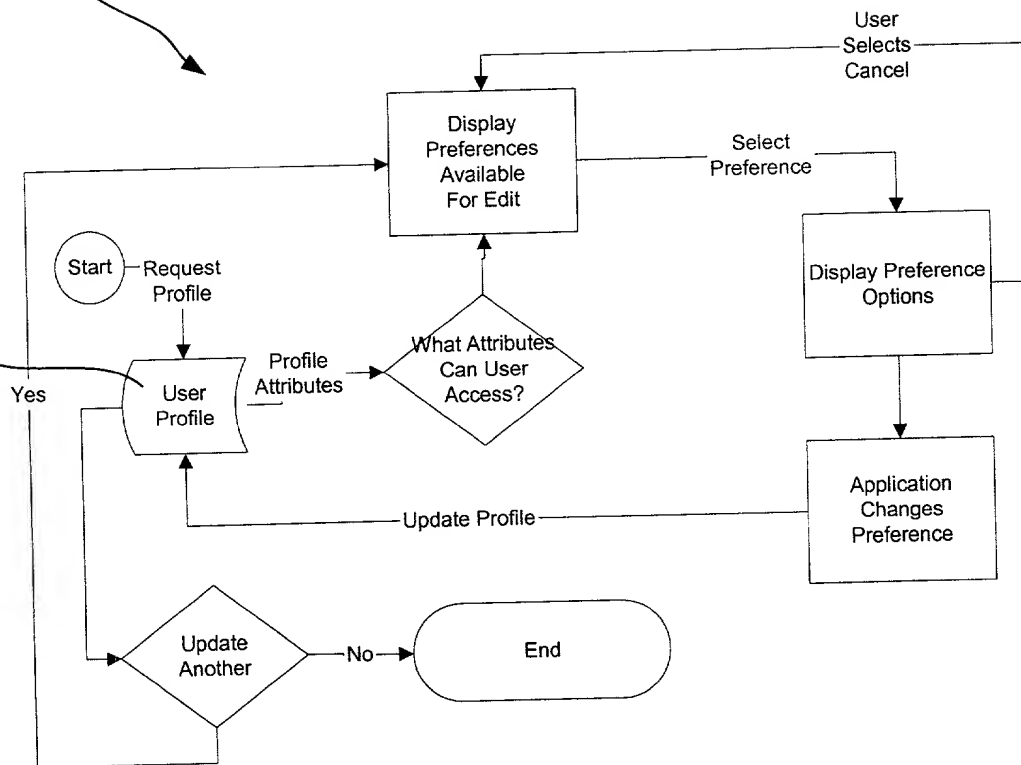 User
Selects
Cancel
Display
Preferences
Available
For Edit
Select
Preference
Start
Request
Profile
Display Preference
Options
What Attributes
Can User
Access?
Profile
Attributes
Yes
User
Profile
Application
Changes
Preference
Update Profile
Update
Another
No
End